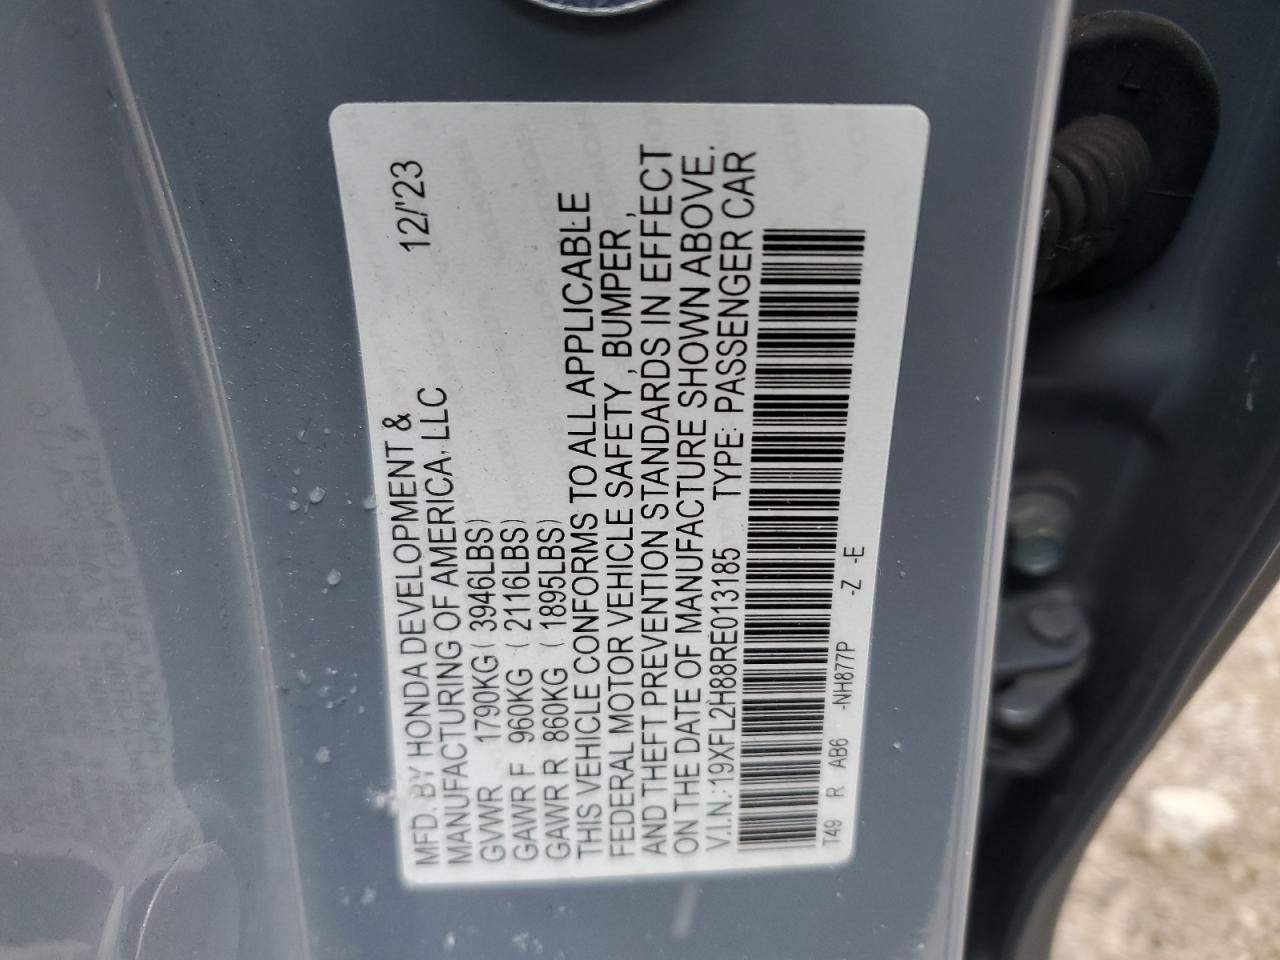 MFD. BY HONDA DEVELOPMENT &
MANUFACTURING OF AMERICA, LLC 12/'23
GVWR 1790KG ( 3946LBS)
GAWR F 960KG ( 2116LBS)
GAWR R 860KG ( 1895LBS)
THIS VEHICLE CONFORMS TO ALL APPLICABLE
FEDERAL MOTOR VEHICLE SAFETY , BUMPER ,
AND THEFT PREVENTION STANDARDS IN EFFECT
ON THE DATE OF MANUFACTURE SHOWN ABOVE.
V.I.N.:19XFL2H88RE013185 TYPE: PASSENGER CAR
T49 R AB6 -NH877P -Z -E